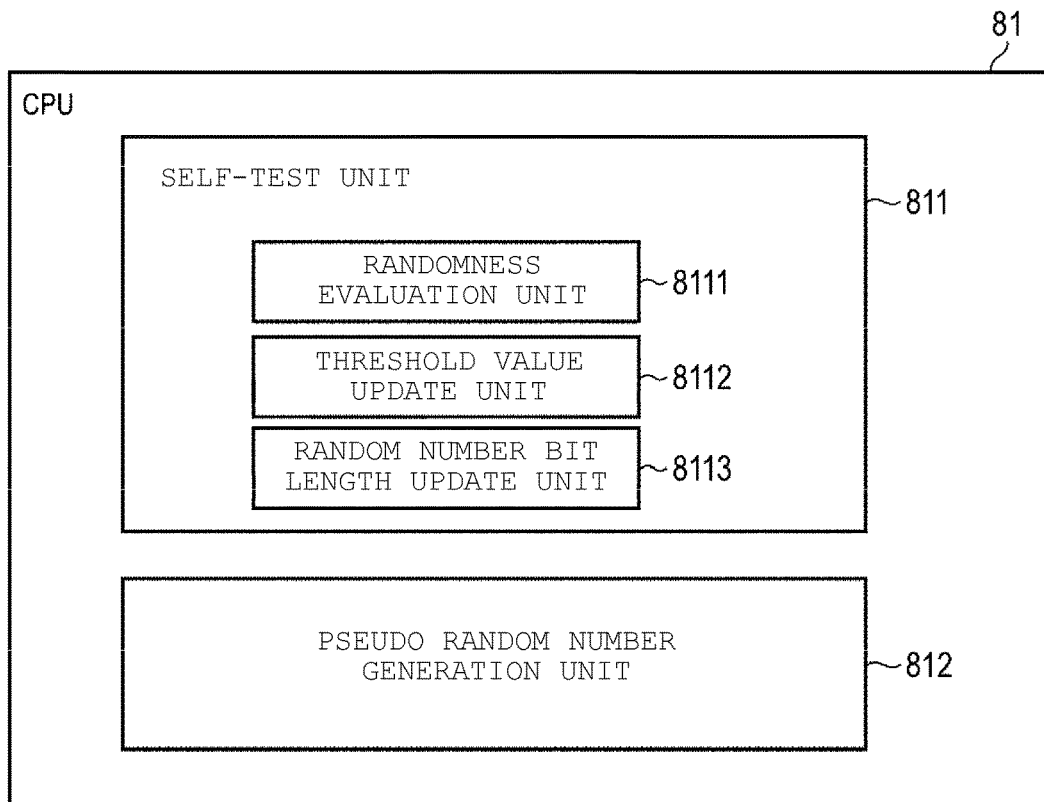 81
CPU
SELF-TEST UNIT
811
RANDOMNESS
EVALUATION UNIT
8111
THRESHOLD VALUE
UPDATE UNIT
8112
RANDOM NUMBER BIT
LENGTH UPDATE UNIT
8113
PSEUDO RANDOM NUMBER
GENERATION UNIT
812